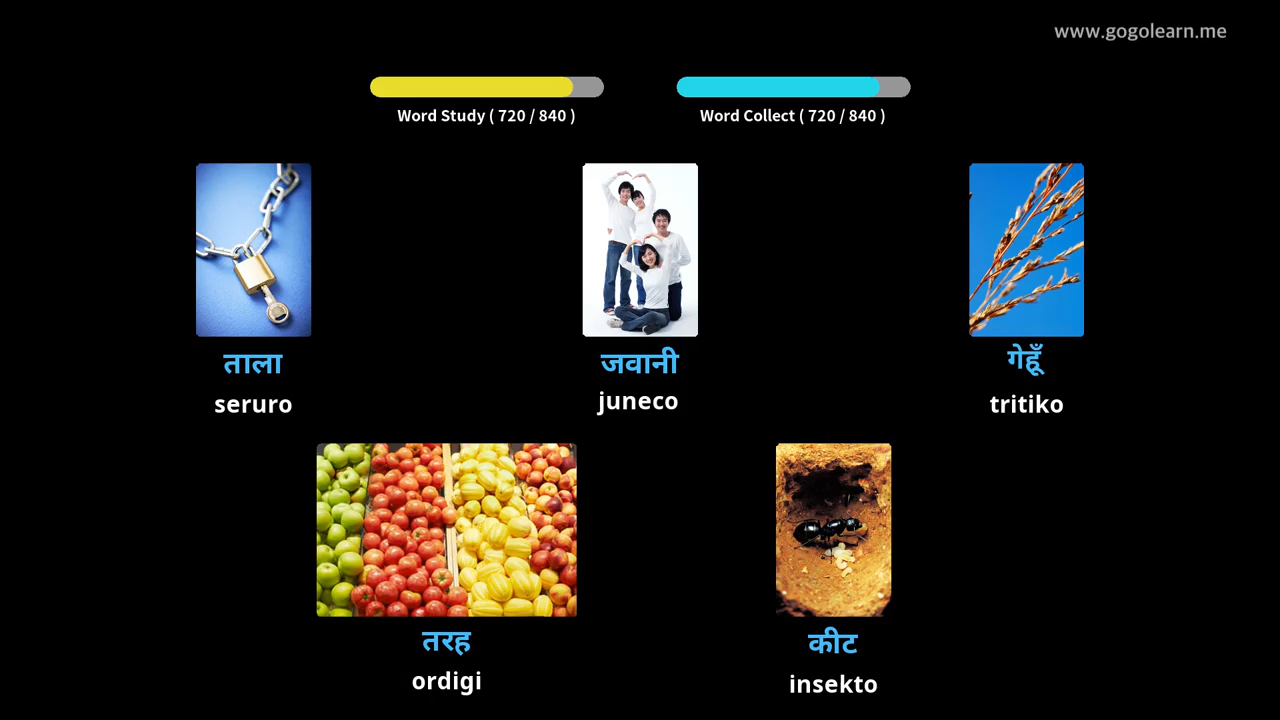 www.gogolearn.me
Word Study ( 720 / 840 )
Word Collect ( 720 / 840 )
ताला
seruro
जवानी
juneco
गेहूँ
tritiko
तरह
ordigi
कीट
insekto